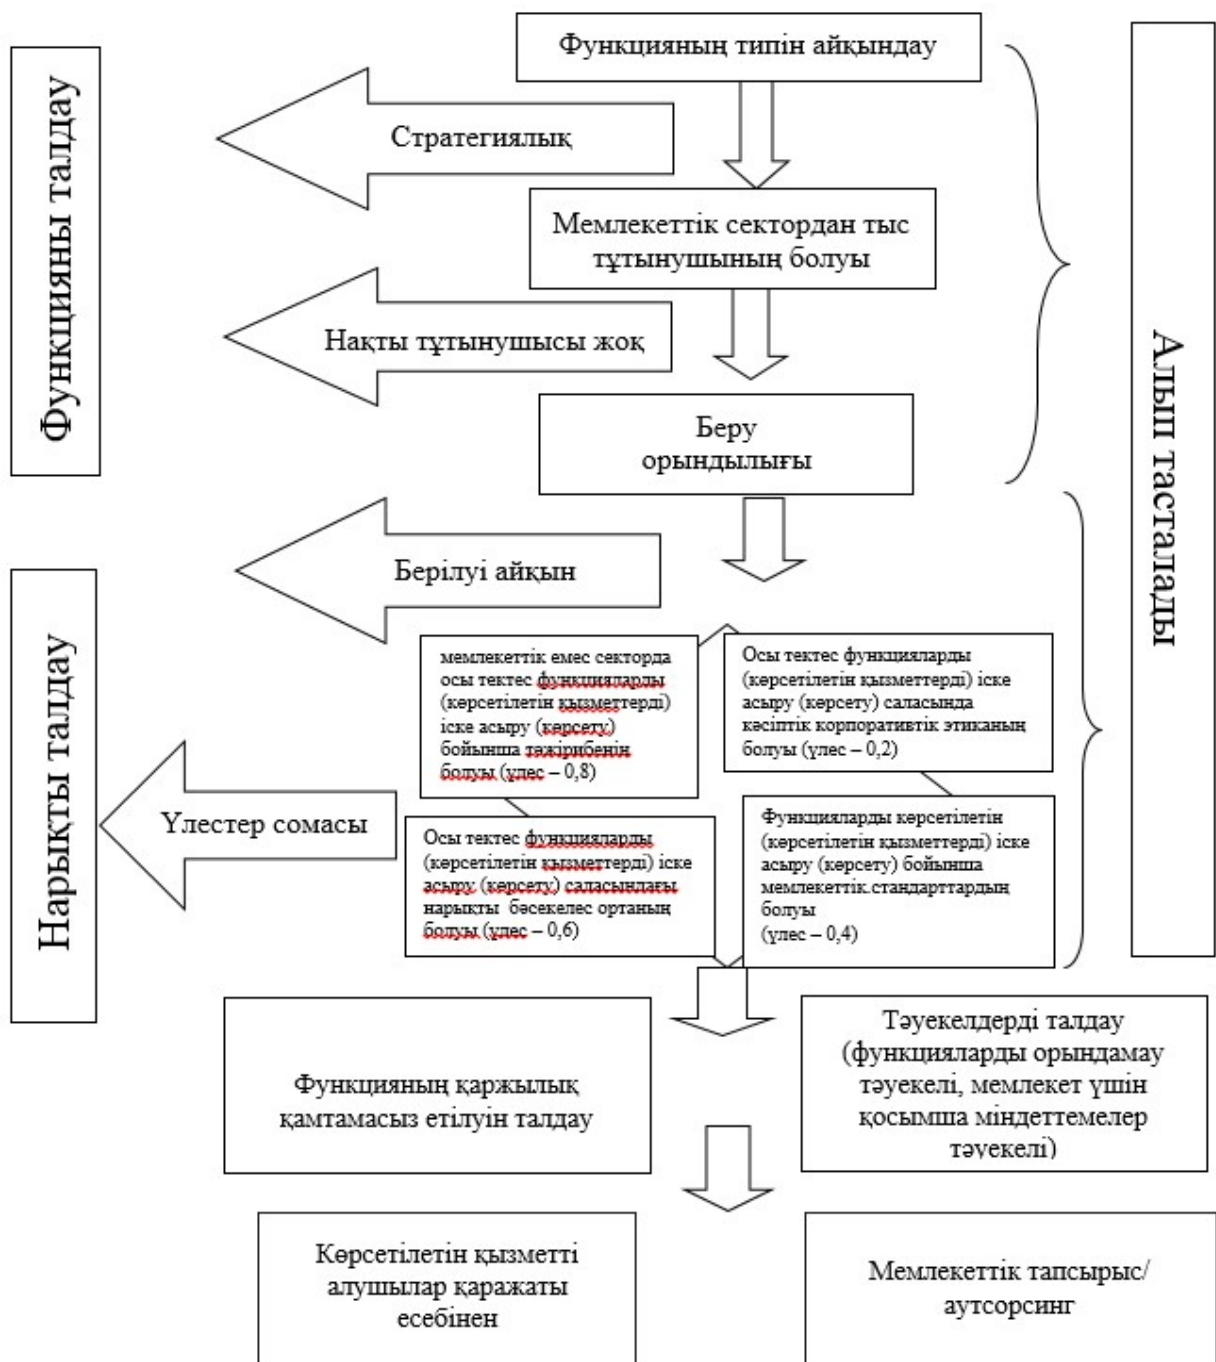 Функцияның типін айқындау
Функцияны талдау
Стратегиялық
Мемлекеттік сектордан тыс
тұтынушының болуы
Нақты тұтынушысы жоқ
Беру
орындылығы
Алып тасталады
Берілуі айқын
Нарықты талдау
мемлекеттік емес секторда
осы тектес функцияларды
(көрсетілетін қызметтерді)
іске асыру (көрсету)
бойынша тәжірибенің
болуы (үлес – 0,8)
Осы тектес функцияларды
(көрсетілетін қызметтерді) іске
асыру (көрсету) саласында
кәсіптік корпоративтік этиканың
болуы (үлес – 0,2)
Үлестер сомасы
Осы тектес функцияларды
(көрсетілетін қызметтерді) іске
асыру (көрсету) саласындағы
нарықты бәсекелес ортаның
болуы (үлес – 0,6)
Функцияларды көрсетілетін
(көрсетілетін қызметтерді) іске
асыру (көрсету) бойынша
мемлекеттік.стандарттардың
болуы
(үлес – 0,4)
Функцияның қаржылық
қамтамасыз етілуін талдау
Тәуекелдерді талдау
(функцияларды орындамау
тәуекелі, мемлекет үшін
қосымша міндеттемелер
тәуекелі)
Көрсетілетін қызметті
алушылар қаражаты
есебінен
Мемлекеттік тапсырыс/
аутсорсинг